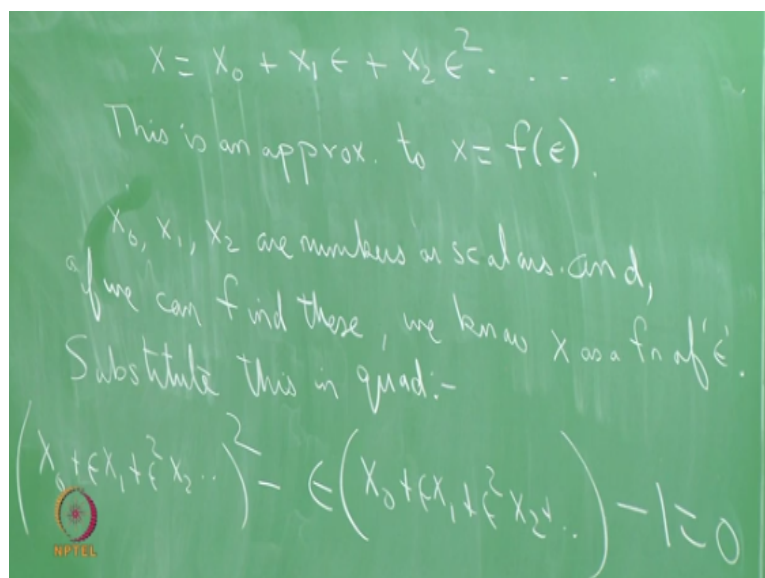 x = x₀ + x₁ϵ + x₂ϵ² . . . .
This is an approx. to x = f(ϵ).
x₀, x₁, x₂ are numbers or scalars. and,
if we can find these, we know x as a fn of 'ϵ'.
Substitute this in quad:-
(x₀ + ϵx₁ + ϵ²x₂ ..)² - ϵ(x₀ + ϵx₁ + ϵ²x₂ + ..) - 1 = 0
NPTEL